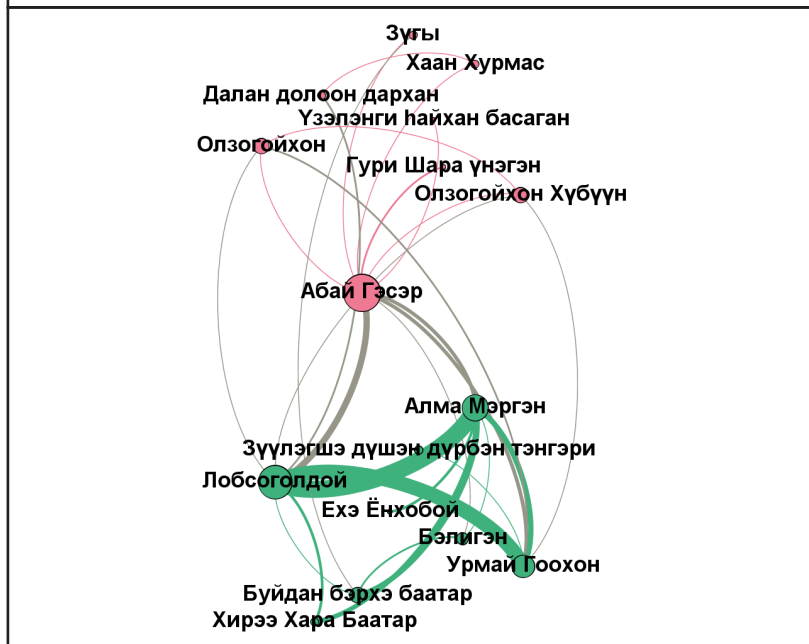 Зүгы
Хаан Хурмас
Далан долоон дархан
Үзэлэнги һайхан басаган
Олзогойхон
Гури Шара үнэгэн
Олзогойхон Хүбүүн
Абай Гэсэр
Алма Мэргэн
Зүүлэгшэ дүшэн дүрбэн тэнгэри
Лобсоголдой
Ехэ Ёнхобой
Бэлигэн
Урмай Гоохон
Буйдан бэрхэ баатар
Хирээ Хара Баатар